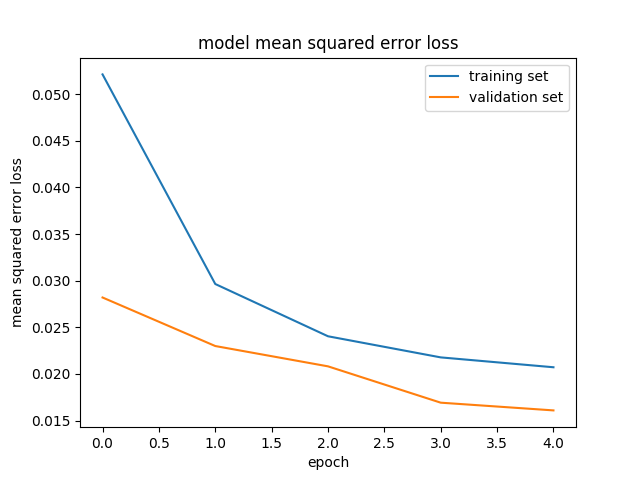 model mean squared error loss
training set
validation set
0.050
0.045
0.040
0.035
0.030
0.025
0.020
0.015
mean squared error loss
0.0 0.5 1.0 1.5 2.0 2.5 3.0 3.5 4.0
epoch